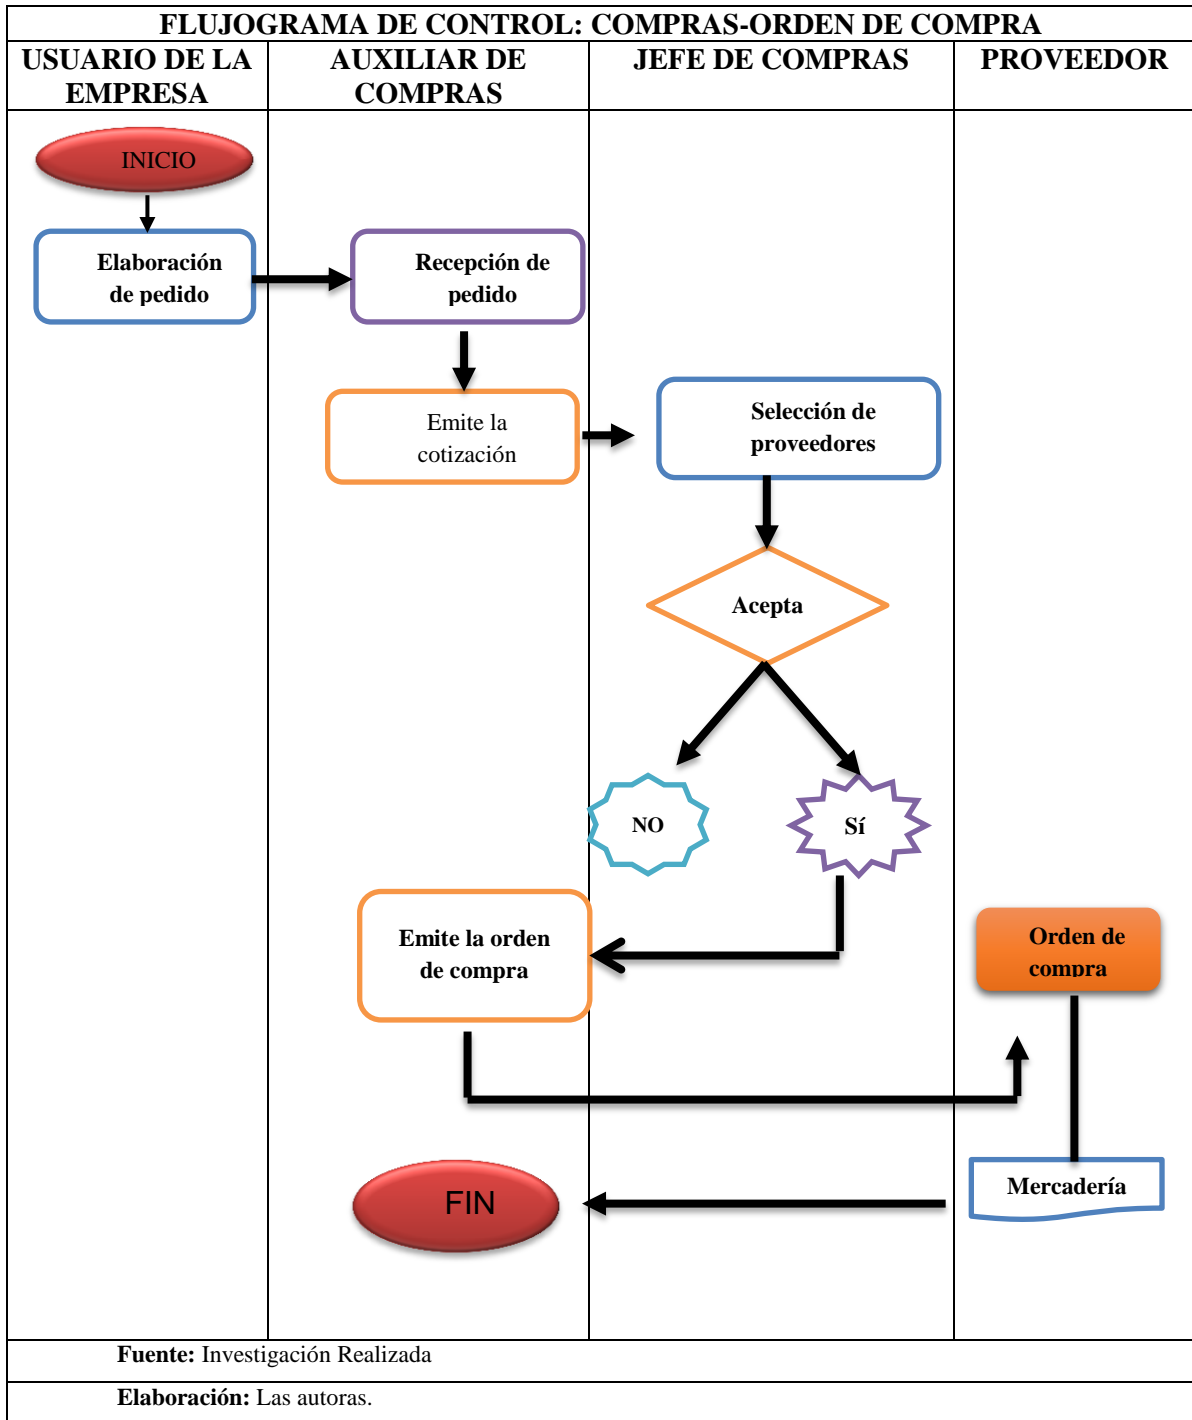 FLUJOGRAMA DE CONTROL: COMPRAS-ORDEN DE COMPRA
USUARIO DE LA
EMPRESA
AUXILIAR DE
COMPRAS
JEFE DE COMPRAS
PROVEEDOR
INICIO
Elaboración
de pedido
Recepción de
pedido
Emite la
cotización
Selección de
proveedores
Acepta
NO
Sí
Emite la orden
de compra
Orden de
compra
Mercadería
FIN
Fuente: Investigación Realizada
Elaboración: Las autoras.